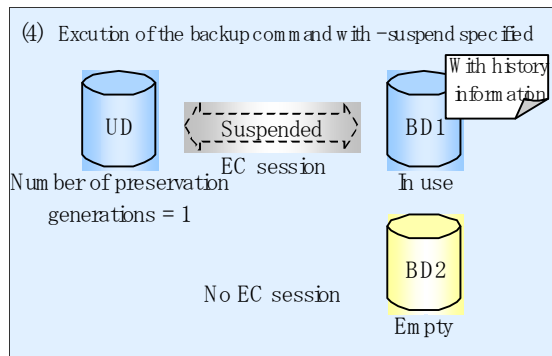 (4) Excution of the backup command with -suspend specified
With history
information
UD
Suspended
BD1
EC session
Number of preservation
generations = 1
In use
BD2
No EC session
Empty